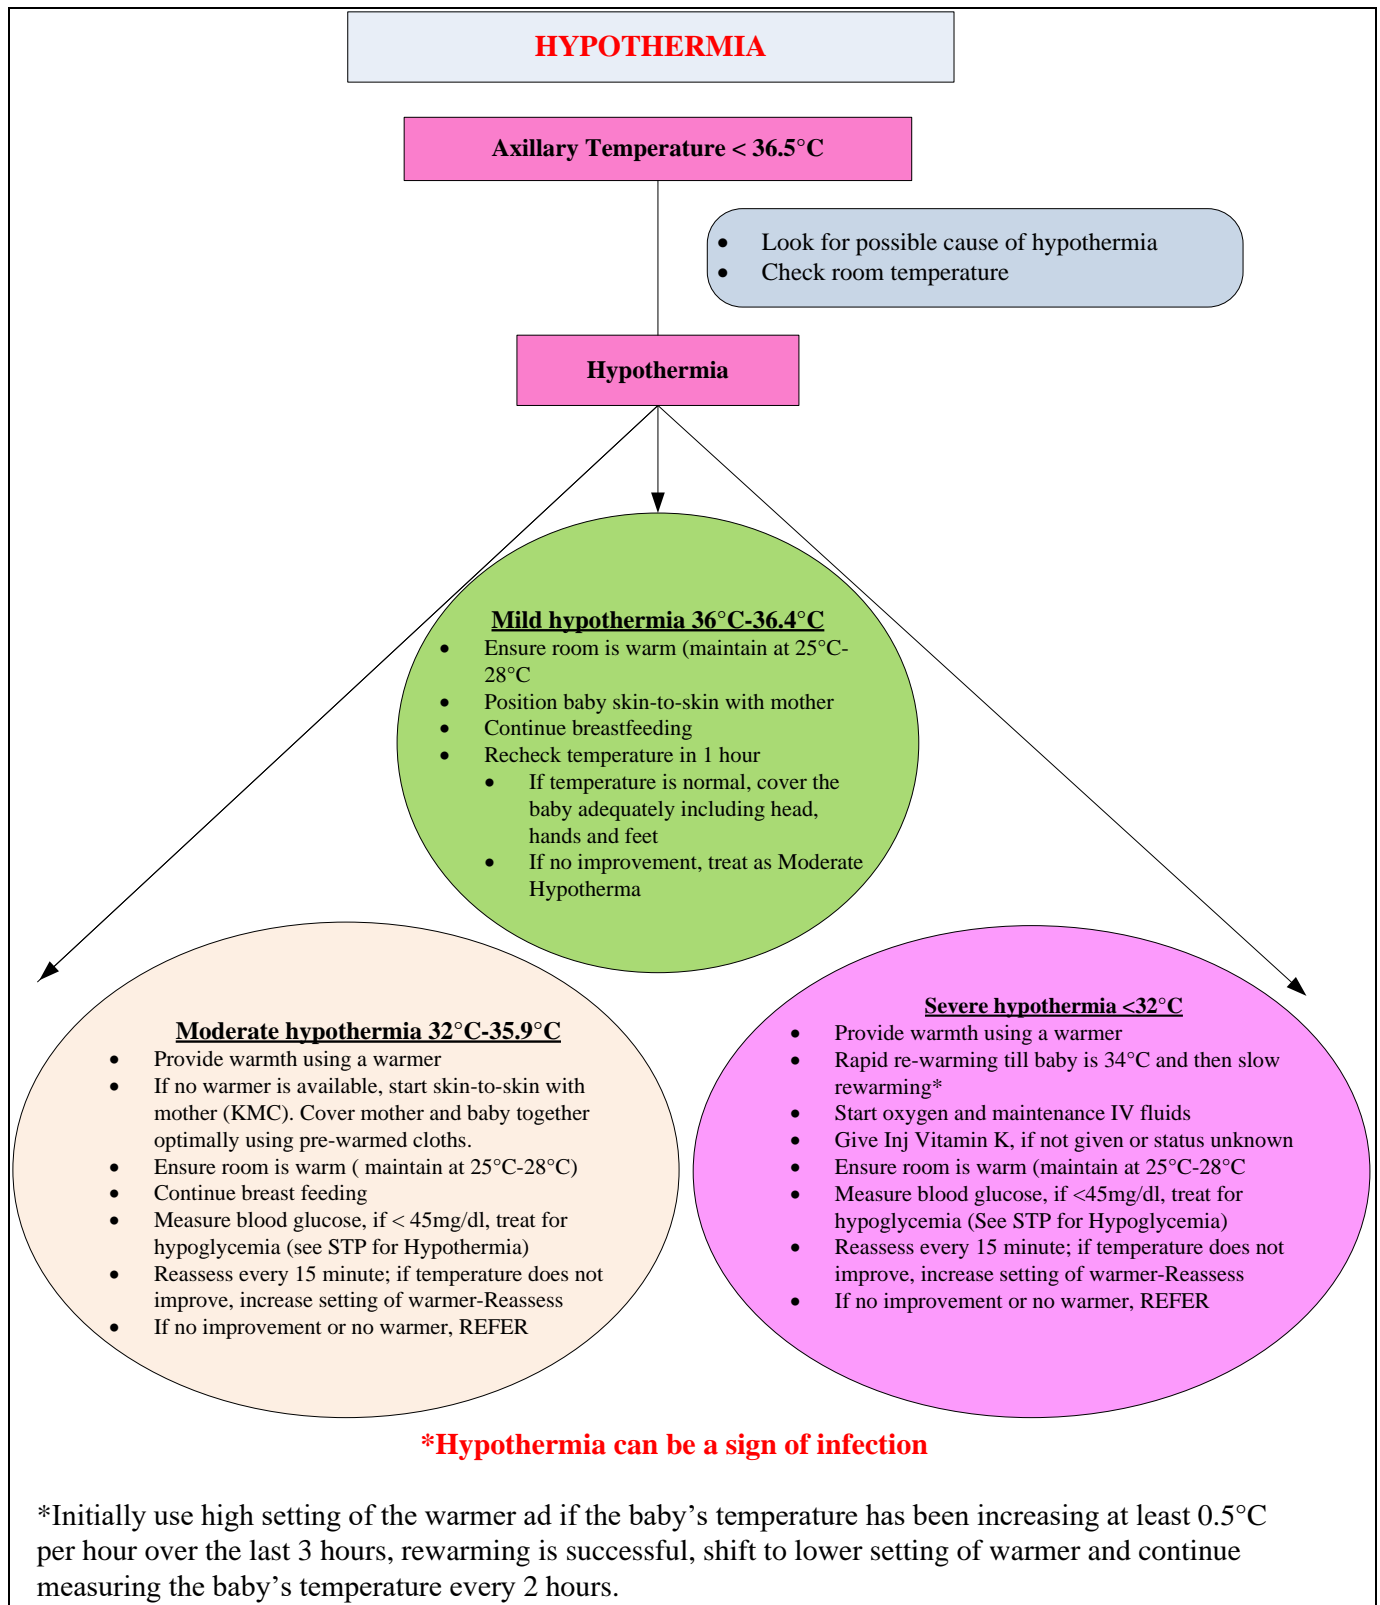 HYPOTHERMIA
Axillary Temperature < 36.5°C
• Look for possible cause of hypothermia
• Check room temperature
Hypothermia
Mild hypothermia 36°C-36.4°C
• Ensure room is warm (maintain at 25°C-
28°C
• Position baby skin-to-skin with mother
• Continue breastfeeding
• Recheck temperature in 1 hour
• If temperature is normal, cover the
baby adequately including head,
hands and feet
• If no improvement, treat as Moderate
Hypotherma
Moderate hypothermia 32°C-35.9°C
• Provide warmth using a warmer
• If no warmer is available, start skin-to-skin with
mother (KMC). Cover mother and baby together
optimally using pre-warmed cloths.
• Ensure room is warm ( maintain at 25°C-28°C)
• Continue breast feeding
• Measure blood glucose, if < 45mg/dl, treat for
hypoglycemia (see STP for Hypothermia)
• Reassess every 15 minute; if temperature does not
improve, increase setting of warmer-Reassess
• If no improvement or no warmer, REFER
Severe hypothermia <32°C
• Provide warmth using a warmer
• Rapid re-warming till baby is 34°C and then slow
rewarming*
• Start oxygen and maintenance IV fluids
• Give Inj Vitamin K, if not given or status unknown
• Ensure room is warm (maintain at 25°C-28°C
• Measure blood glucose, if <45mg/dl, treat for
hypoglycemia (See STP for Hypoglycemia)
• Reassess every 15 minute; if temperature does not
improve, increase setting of warmer-Reassess
• If no improvement or no warmer, REFER
*Hypothermia can be a sign of infection
*Initially use high setting of the warmer ad if the baby’s temperature has been increasing at least 0.5°C
per hour over the last 3 hours, rewarming is successful, shift to lower setting of warmer and continue
measuring the baby’s temperature every 2 hours.